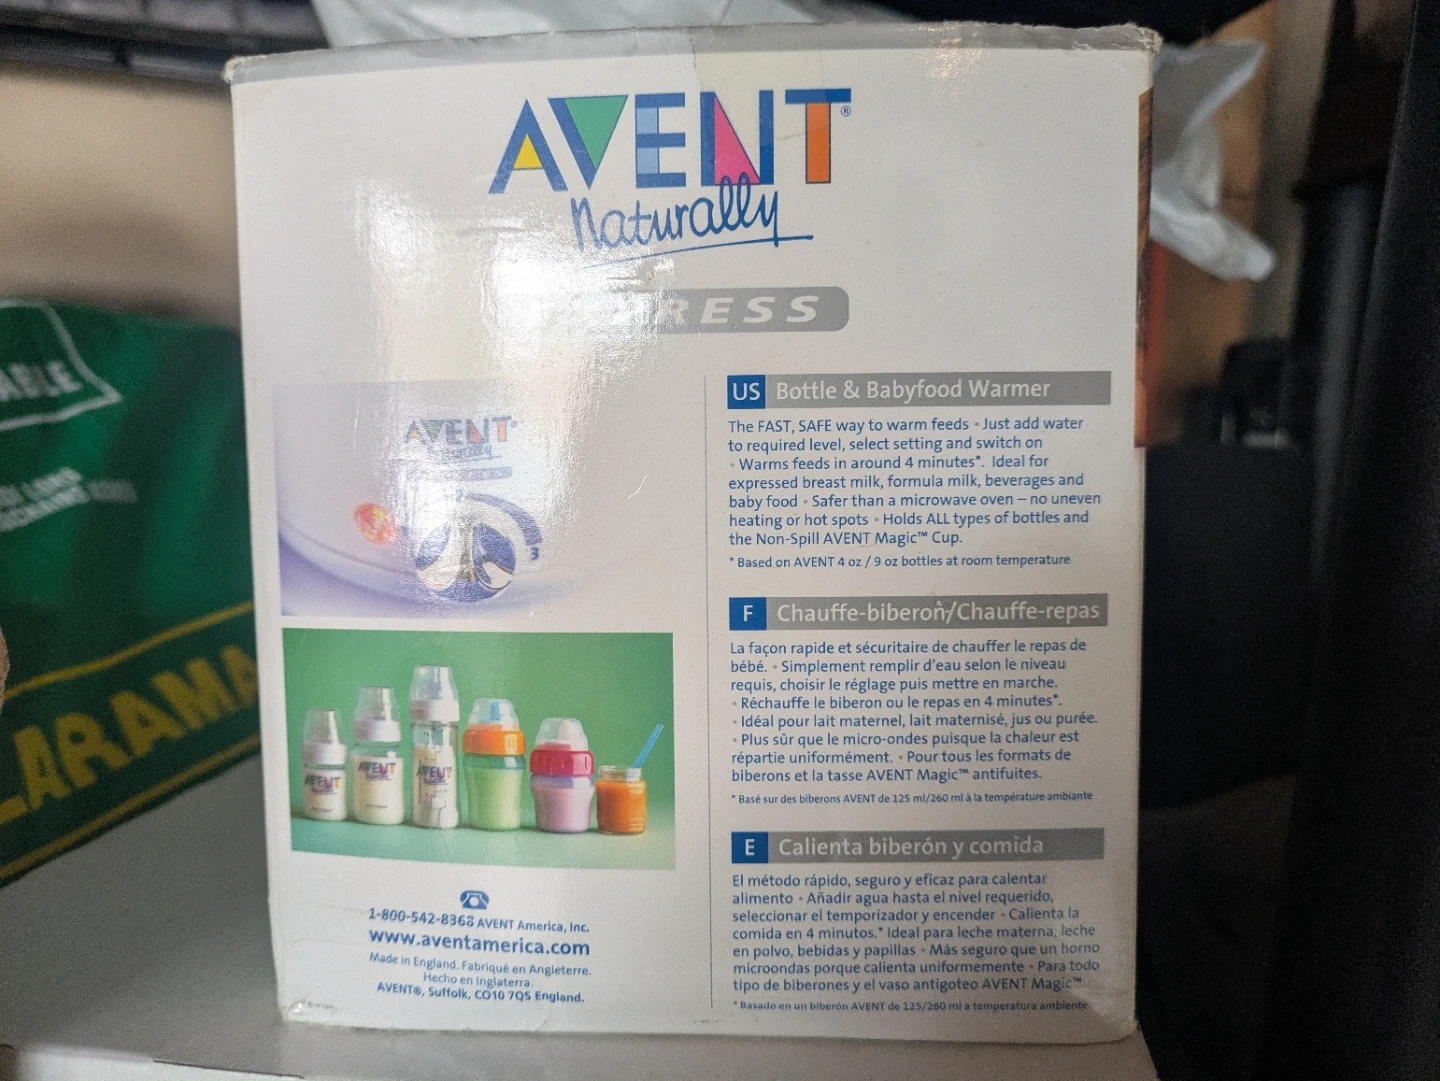 AVENT®
Naturally
RESS
AVENT
Naturally
3
US Bottle & Babyfood Warmer
The FAST, SAFE way to warm feeds • Just add water
to required level, select setting and switch on
• Warms feeds in around 4 minutes*. Ideal for
expressed breast milk, formula milk, beverages and
baby food • Safer than a microwave oven – no uneven
heating or hot spots • Holds ALL types of bottles and
the Non-Spill AVENT Magic™ Cup.
* Based on AVENT 4 oz / 9 oz bottles at room temperature
F Chauffe-biberon/Chauffe-repas
La façon rapide et sécuritaire de chauffer le repas de
bébé. • Simplement remplir d'eau selon le niveau
requis, choisir le réglage puis mettre en marche.
• Réchauffe le biberon ou le repas en 4 minutes*.
• Idéal pour lait maternel, lait maternisé, jus ou purée.
• Plus sûr que le micro-ondes puisque la chaleur est
répartie uniformément. • Pour tous les formats de
biberons et la tasse AVENT Magic™ antifuites.
* Basé sur des biberons AVENT de 125 ml/260 ml à la température ambiante
E Calienta biberón y comida
El método rápido, seguro y eficaz para calentar
alimento • Añadir agua hasta el nivel requerido,
seleccionar el temporizador y encender • Calienta la
comida en 4 minutos.* Ideal para leche materna, leche
en polvo, bebidas y papillas • Más seguro que un horno
microondas porque calienta uniformemente • Para todo
tipo de biberones y el vaso antigoteo AVENT Magic™
* Basado en un biberón AVENT de 125/260 ml a temperatura ambiente
AVENT
AVENT
AVENT
1-800-542-8368 AVENT America, Inc.
www.aventamerica.com
Made in England. Fabriqué en Angleterre.
Hecho en Inglaterra.
AVENT®, Suffolk, CO10 7QS England.
LARAMA